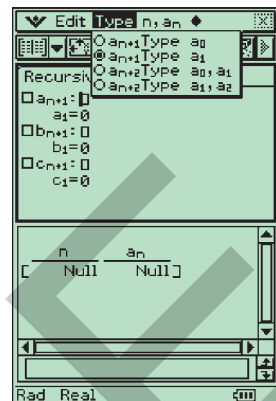 Edit Type n, an ◆
Recursiv
an+1Type a0
an+1Type a1
an+2Type a0, a1
an+2Type a1, a2
an+1:
a1=0
bn+1:
b1=0
cn+1:
c1=0
n an
[ Null Null ]
Rad Real